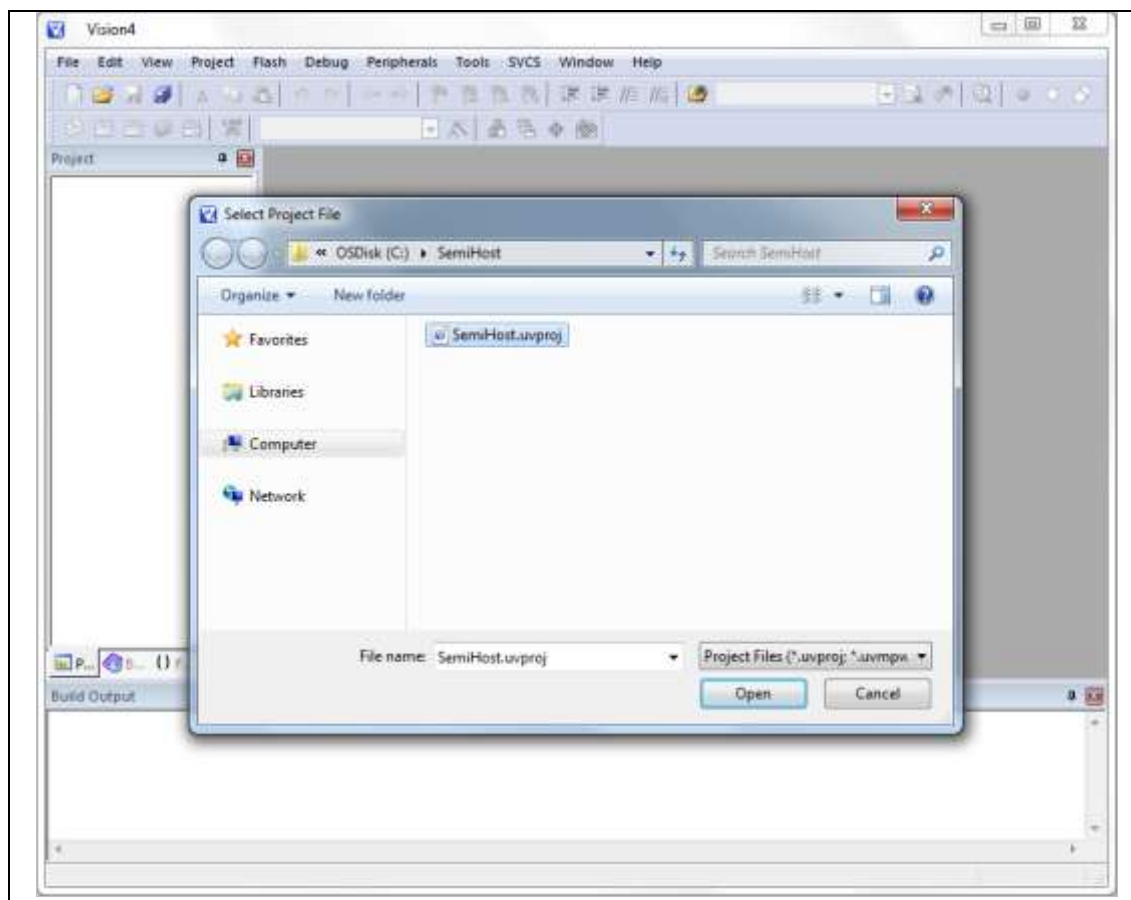 Vision4
File Edit View Project Flash Debug Peripherals Tools SVCS Window Help
Project
Select Project File
« OSDisk (C:) ▸ SemiHost
Search SemiHost
Organize New folder
Favorites
SemiHost.uvproj
Libraries
Computer
Network
P...
B...
{}
File name: SemiHost.uvproj
Project Files (*.uvproj; *.uvmpw
Open Cancel
Build Output